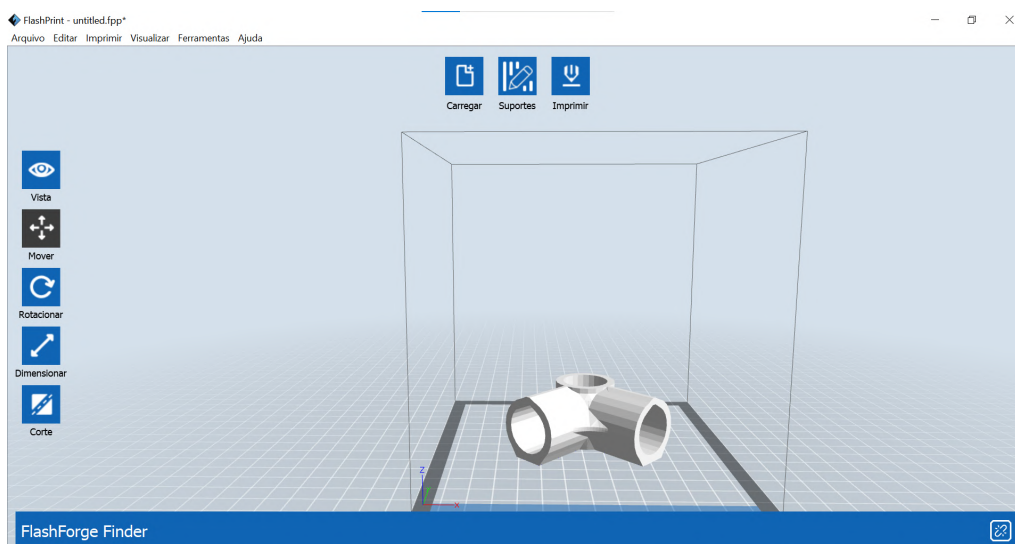 FlashPrint - untitled.fpp*
Arquivo Editar Imprimir Visualizar Ferramentas Ajuda
Carregar Suportes Imprimir
Vista
Mover
Rotacionar
Dimensionar
Corte
Z
X
FlashForge Finder